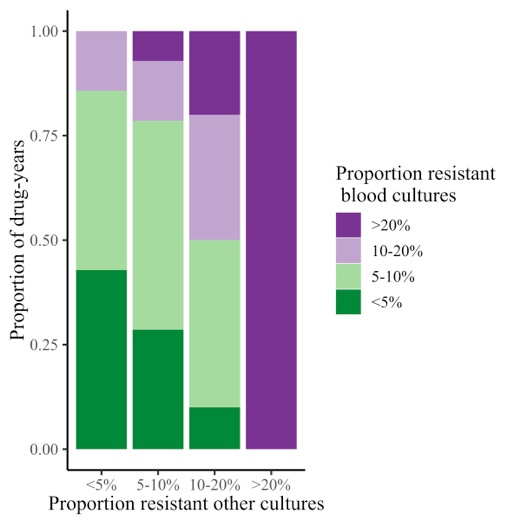 1.00
0.75
0.50
0.25
0.00
Proportion of drug-years
<5% 5-10% 10-20% >20%
Proportion resistant other cultures
Proportion resistant
blood cultures
>20%
10-20%
5-10%
<5%